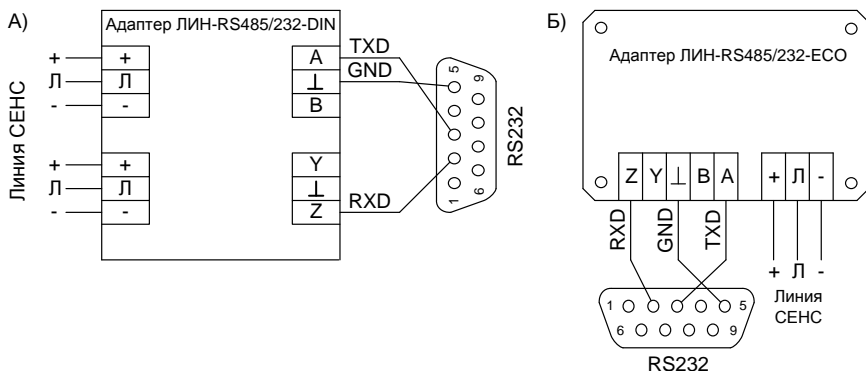 А)
Адаптер ЛИН-RS485/232-DIN
Линия СЕНС
+ +
Л Л
- -
+ +
Л Л
- -
A
⊥
B
Y
⊥
Z
TXD
GND
RXD
5
9
1
6
RS232
Б)
Адаптер ЛИН-RS485/232-ECO
Z Y ⊥ B A + Л -
RXD
GND
TXD
+ Л -
Линия
СЕНС
1 5
6 9
RS232